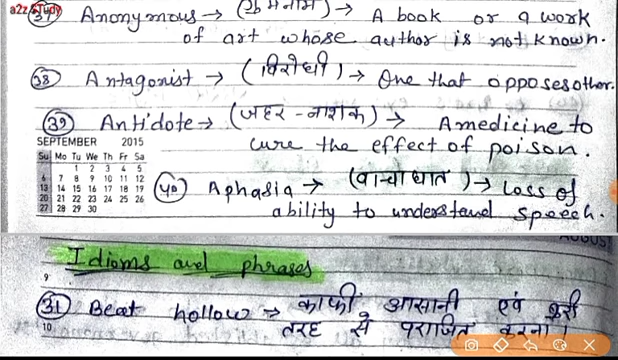 a2z Study
37) Anonymous → → A book or a work
of art whose author is not known.
38 Antagonist → (विरोधी) → One that opposes other.
39 Antidote → (जहर - नाशक) → A medicine to
cure the effect of poison.
SEPTEMBER 2015
Su Mo Tu We Th Fr Sa
1 2 3 4 5
6 7 8 9 10 11 12
13 14 15 16 17 18 19
20 21 22 23 24 25 26
27 28 29 30
40 Aphasia → (वाचाघात) → Loss of
ability to understand speech.
AUGUST
Idioms and phrases
9
31 Beat hollow → काफी आसानी एवं बुरी
10
तरह से पराजित करना।